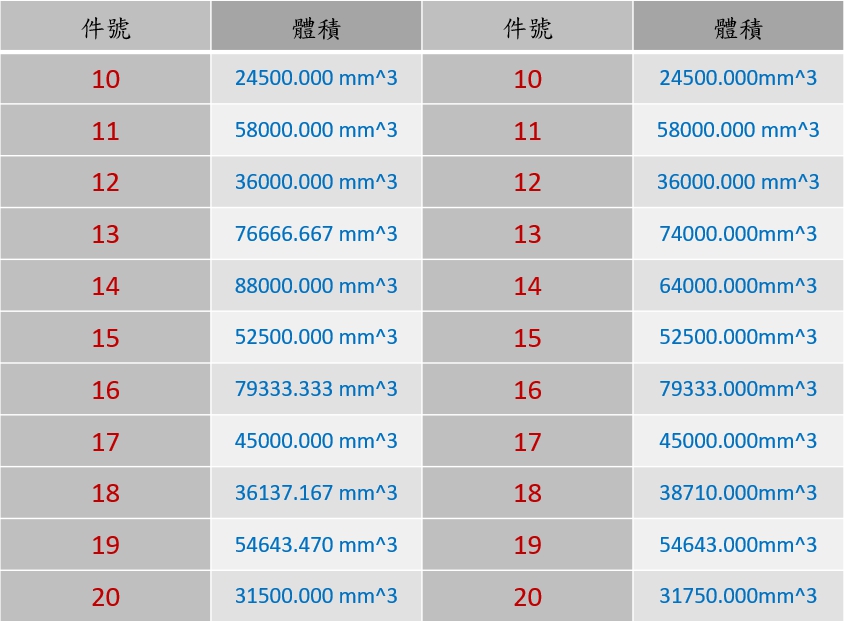 件號 體積 件號 體積
10 24500.000 mm^3 10 24500.000mm^3
11 58000.000 mm^3 11 58000.000 mm^3
12 36000.000 mm^3 12 36000.000 mm^3
13 76666.667 mm^3 13 74000.000mm^3
14 88000.000 mm^3 14 64000.000mm^3
15 52500.000 mm^3 15 52500.000mm^3
16 79333.333 mm^3 16 79333.000mm^3
17 45000.000 mm^3 17 45000.000mm^3
18 36137.167 mm^3 18 38710.000mm^3
19 54643.470 mm^3 19 54643.000mm^3
20 31500.000 mm^3 20 31750.000mm^3